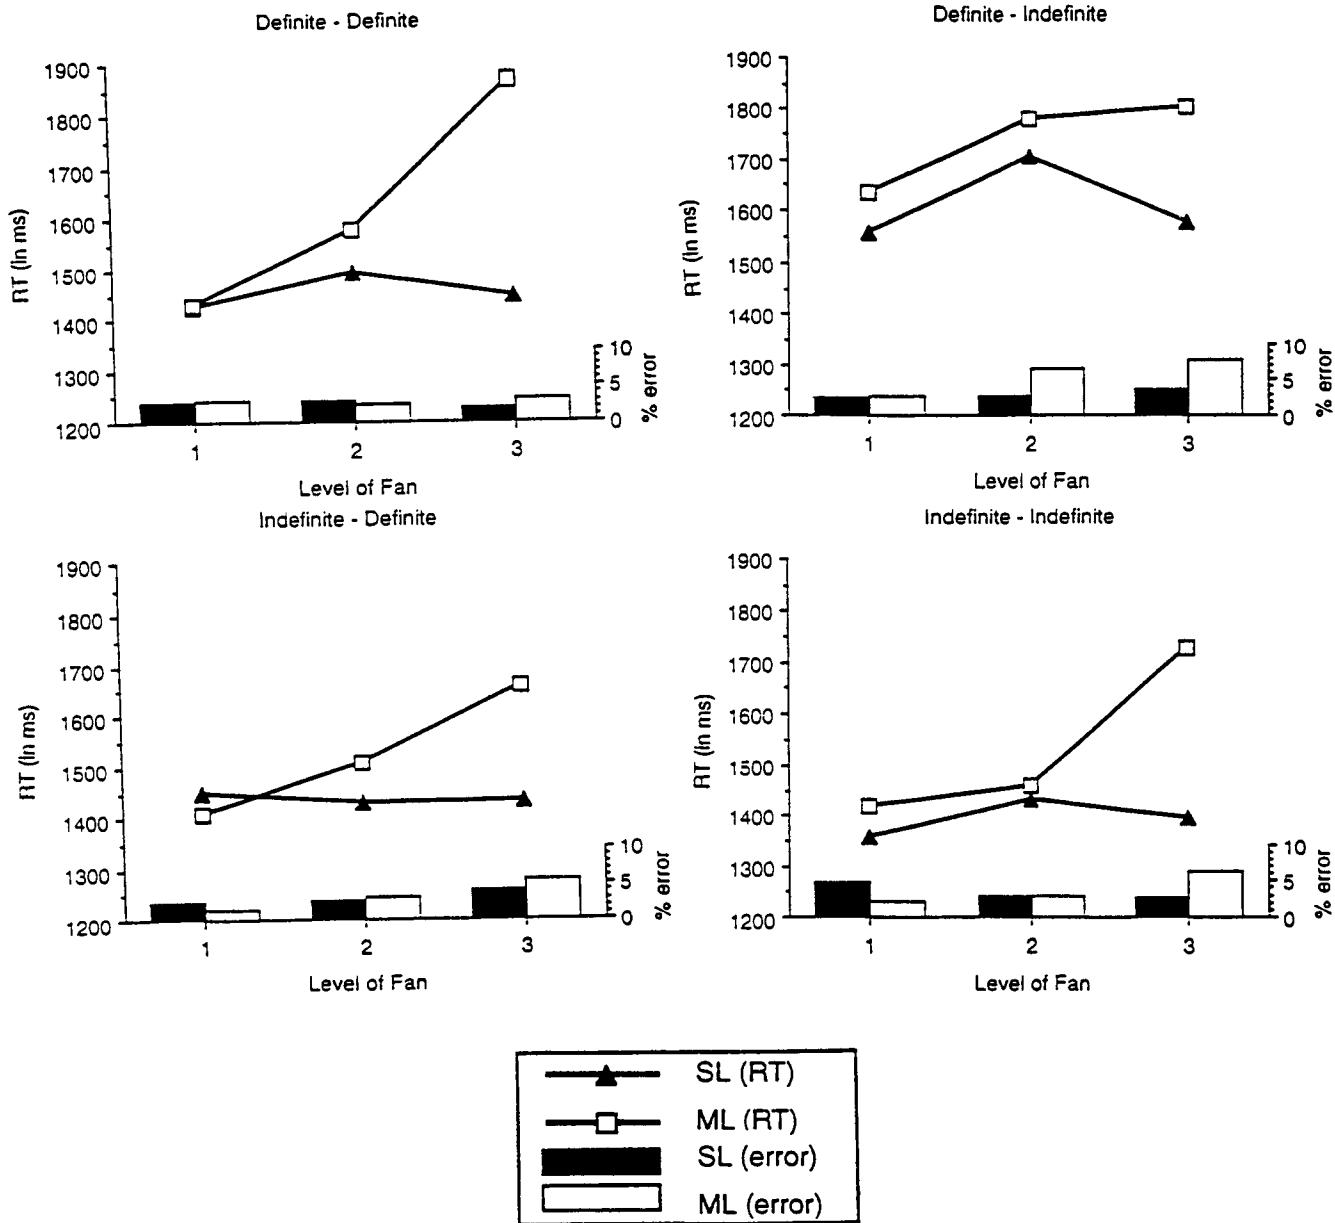 Definite - Definite
1900
1800
1700
1600
1500
1400
1300
1200
RT (in ms)
10
5
0
% error
1 2 3
Level of Fan
Definite - Indefinite
1900
1800
1700
1600
1500
1400
1300
1200
RT (in ms)
10
5
0
% error
1 2 3
Level of Fan
Indefinite - Definite
1900
1800
1700
1600
1500
1400
1300
1200
RT (in ms)
10
5
0
% error
1 2 3
Level of Fan
Indefinite - Indefinite
1900
1800
1700
1600
1500
1400
1300
1200
RT (in ms)
10
5
0
% error
1 2 3
Level of Fan
SL (RT)
ML (RT)
SL (error)
ML (error)